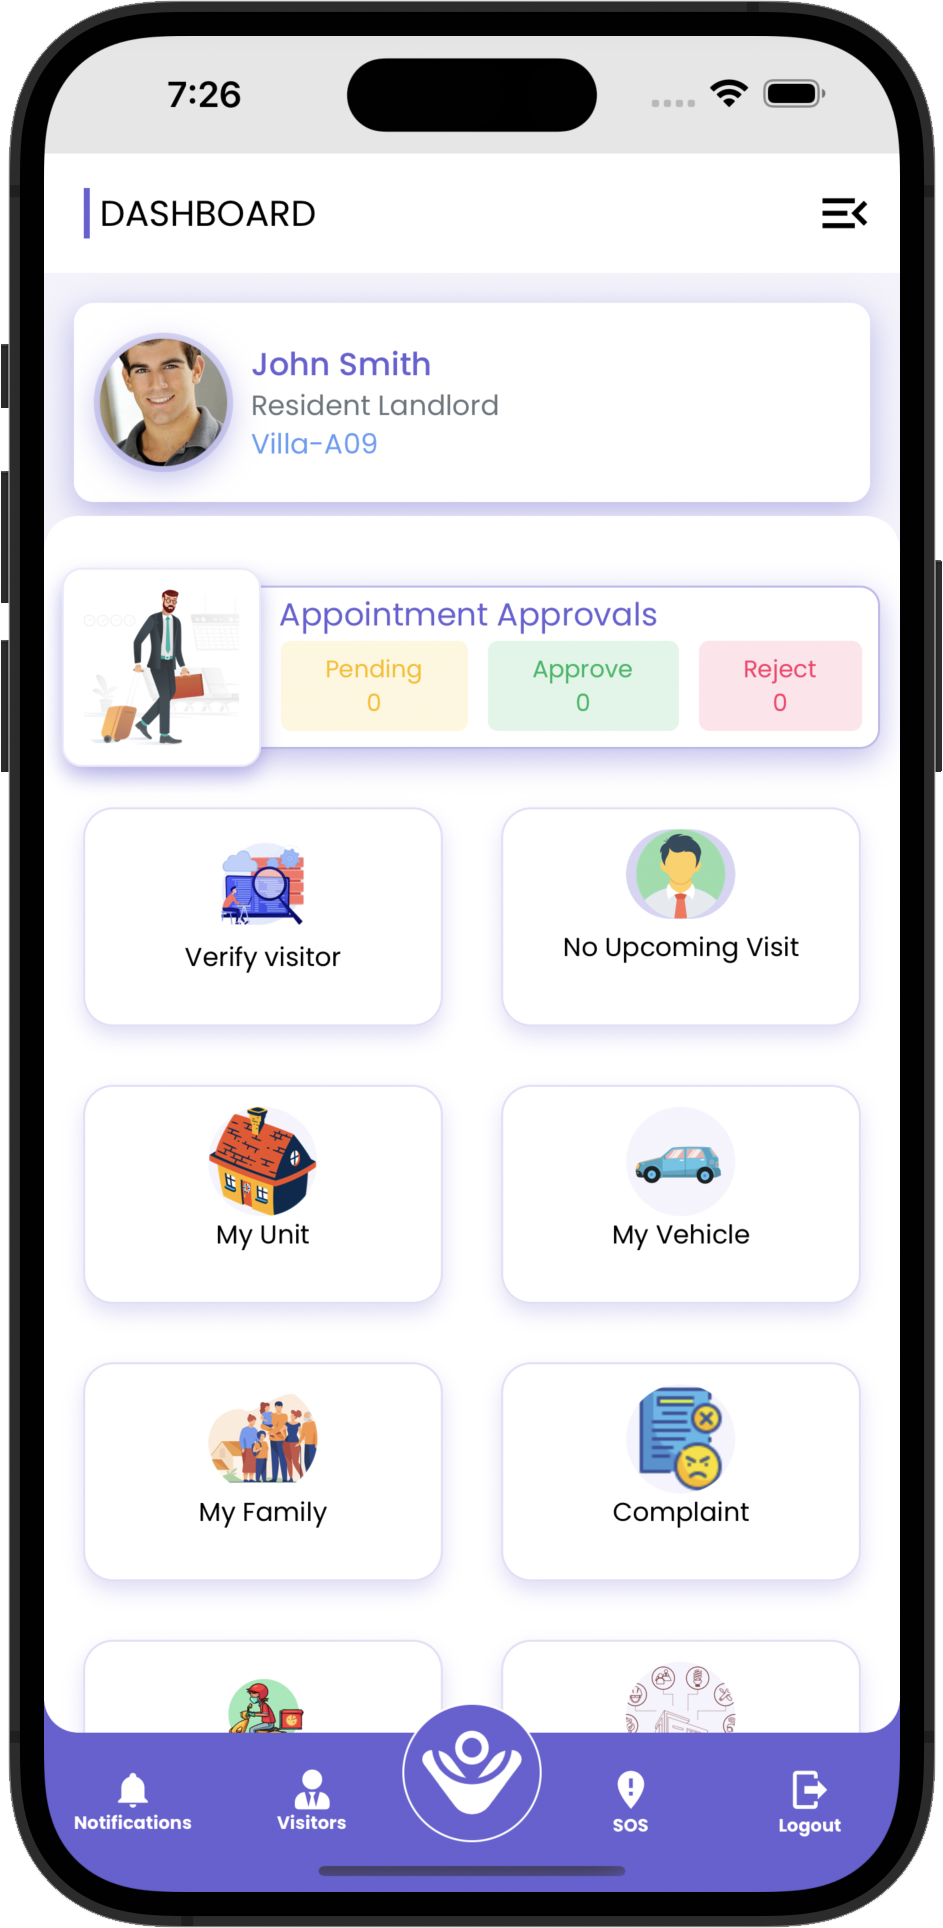 7:26
DASHBOARD
John Smith
Resident Landlord
Villa-A09
Appointment Approvals
Pending Approve Reject
0 0 0
Verify visitor No Upcoming Visit
My Unit My Vehicle
My Family Complaint
Notifications Visitors SOS Logout